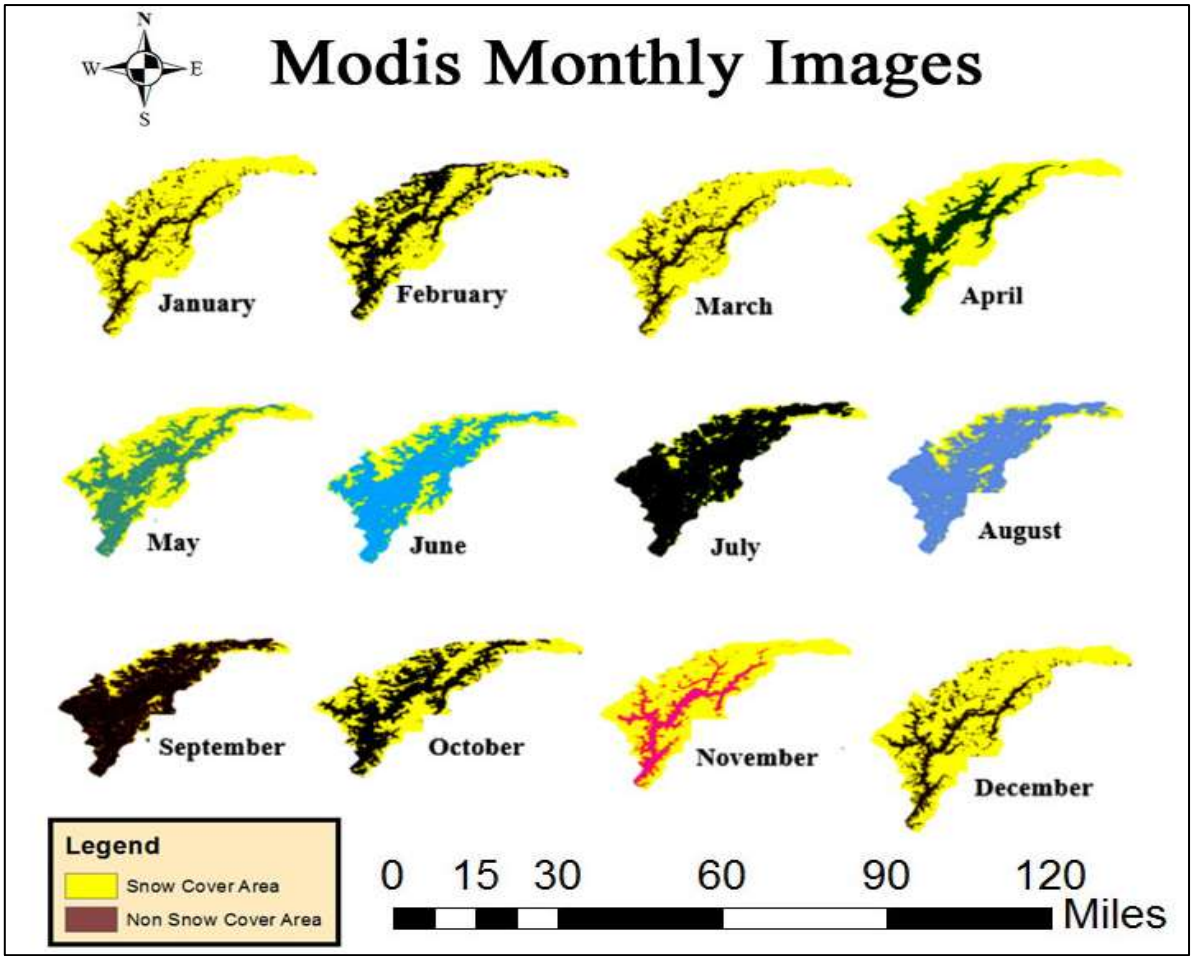 N
W E
S
Modis Monthly Images
January
February
March
April
May
June
July
August
September
October
November
December
Legend
Snow Cover Area
Non Snow Cover Area
0 15 30 60 90 120
Miles